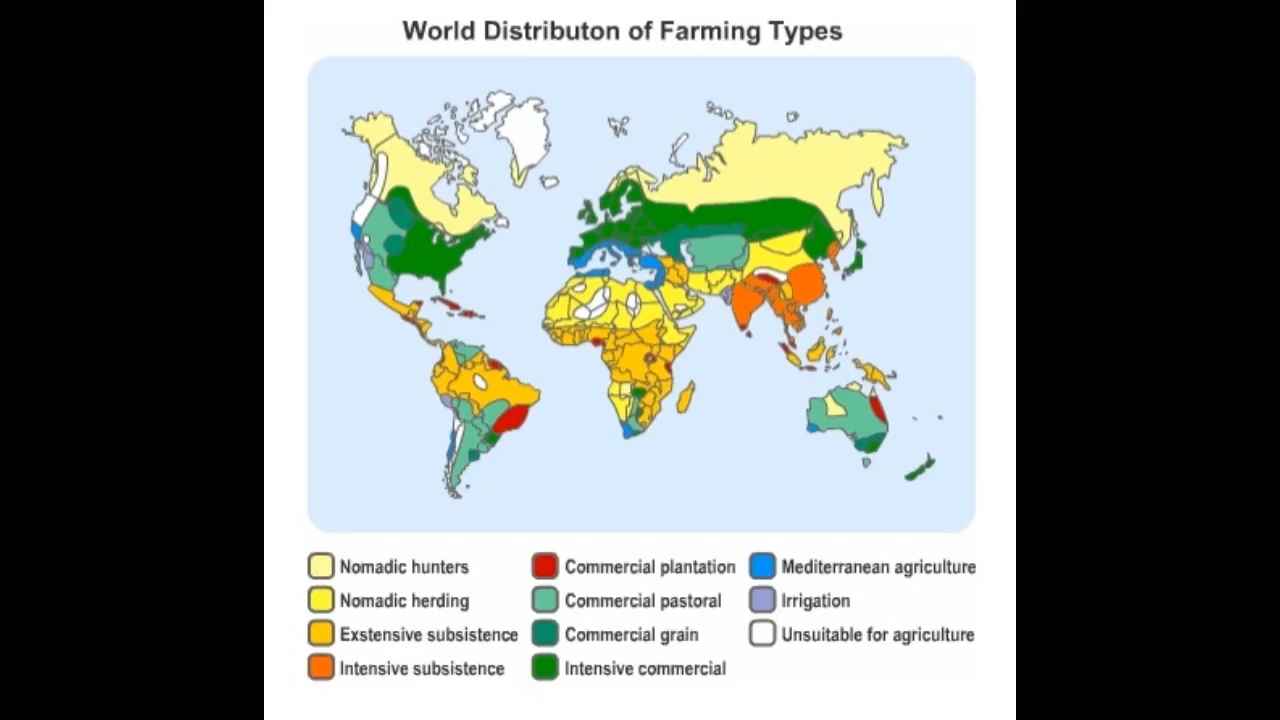 World Distributon of Farming Types
Nomadic hunters
Nomadic herding
Exstensive subsistence
Intensive subsistence
Commercial plantation
Commercial pastoral
Commercial grain
Intensive commercial
Mediterranean agriculture
Irrigation
Unsuitable for agriculture